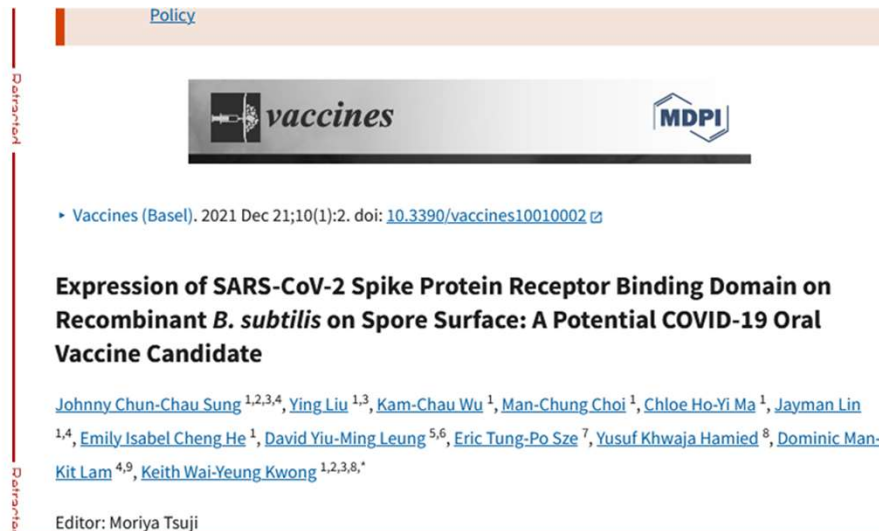 Policy
vaccines
MDPI
Retracted
▸ Vaccines (Basel). 2021 Dec 21;10(1):2. doi: 10.3390/vaccines10010002
Expression of SARS-CoV-2 Spike Protein Receptor Binding Domain on
Recombinant B. subtilis on Spore Surface: A Potential COVID-19 Oral
Vaccine Candidate
Johnny Chun-Chau Sung 1,2,3,4, Ying Liu 1,3, Kam-Chau Wu 1, Man-Chung Choi 1, Chloe Ho-Yi Ma 1, Jayman Lin
1,4, Emily Isabel Cheng He 1, David Yiu-Ming Leung 5,6, Eric Tung-Po Sze 7, Yusuf Khwaja Hamied 8, Dominic Man-
Kit Lam 4,9, Keith Wai-Yeung Kwong 1,2,3,8,*
Retracted
Editor: Moriya Tsuji